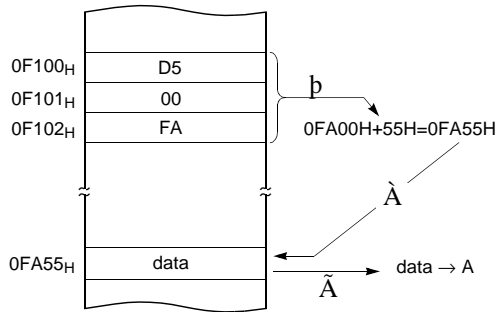 0F100H D5
0F101H 00 þ
0F102H FA 0FA00H+55H=0FA55H
À
0FA55H data data → A
Ã